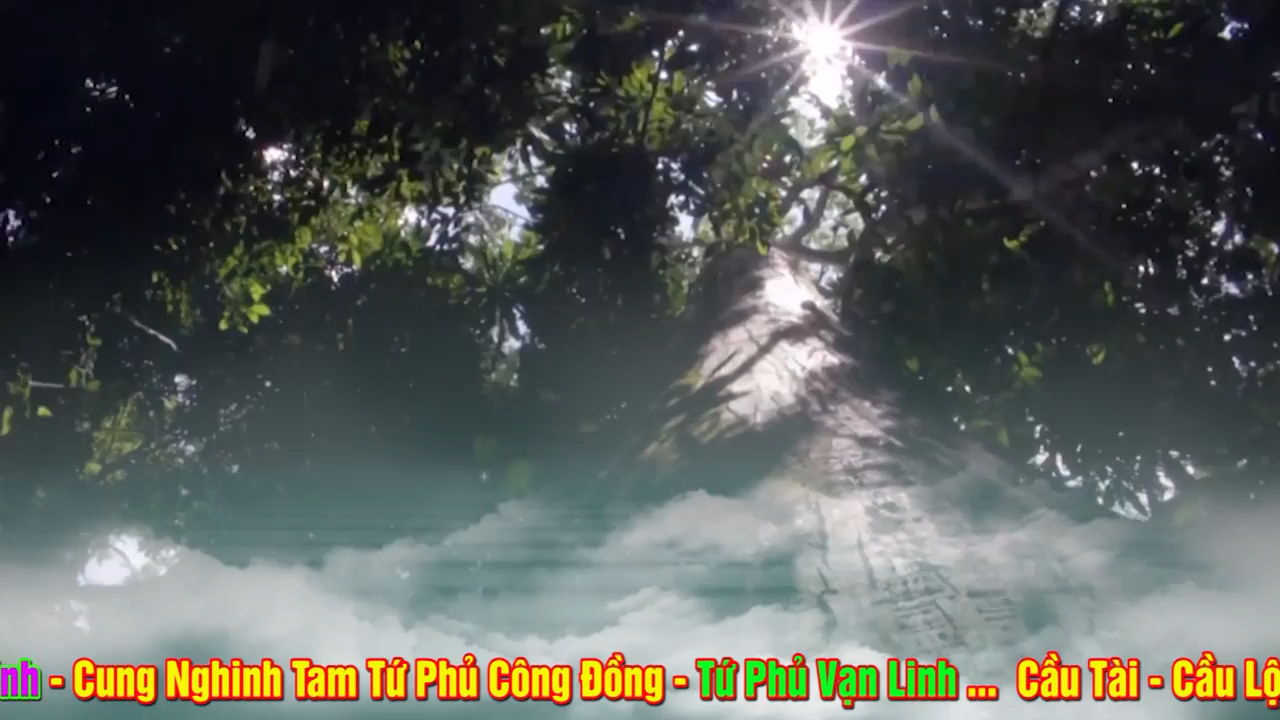 - Cung Nghinh Tam Tứ Phủ Công Đồng - Tứ Phủ Vạn Linh ... Cầu Tài - Cầu